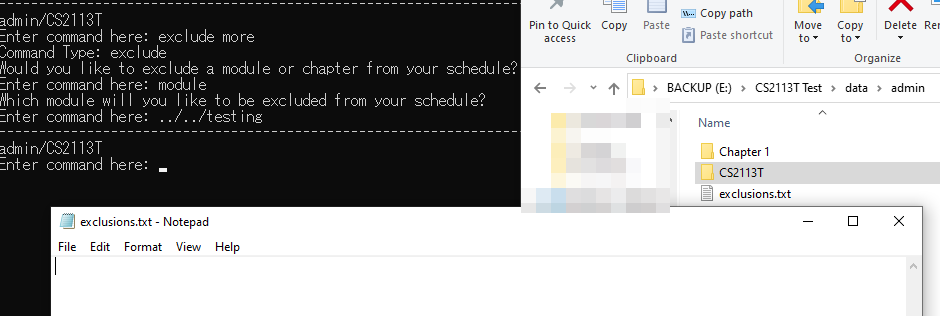 admin/CS2113T
Enter command here: exclude more
Command Type: exclude
Would you like to exclude a module or chapter from your schedule?
Enter command here: module
Which module will you like to be excluded from your schedule?
Enter command here: ../../testing
admin/CS2113T
Enter command here:
Pin to Quick access
Copy
Paste
Copy path
Paste shortcut
Move to
Copy to
Delete
Clipboard
Organize
BACKUP (E:) > CS2113T Test > data > admin
Name
Chapter 1
CS2113T
exclusions.txt
exclusions.txt - Notepad
File Edit Format View Help